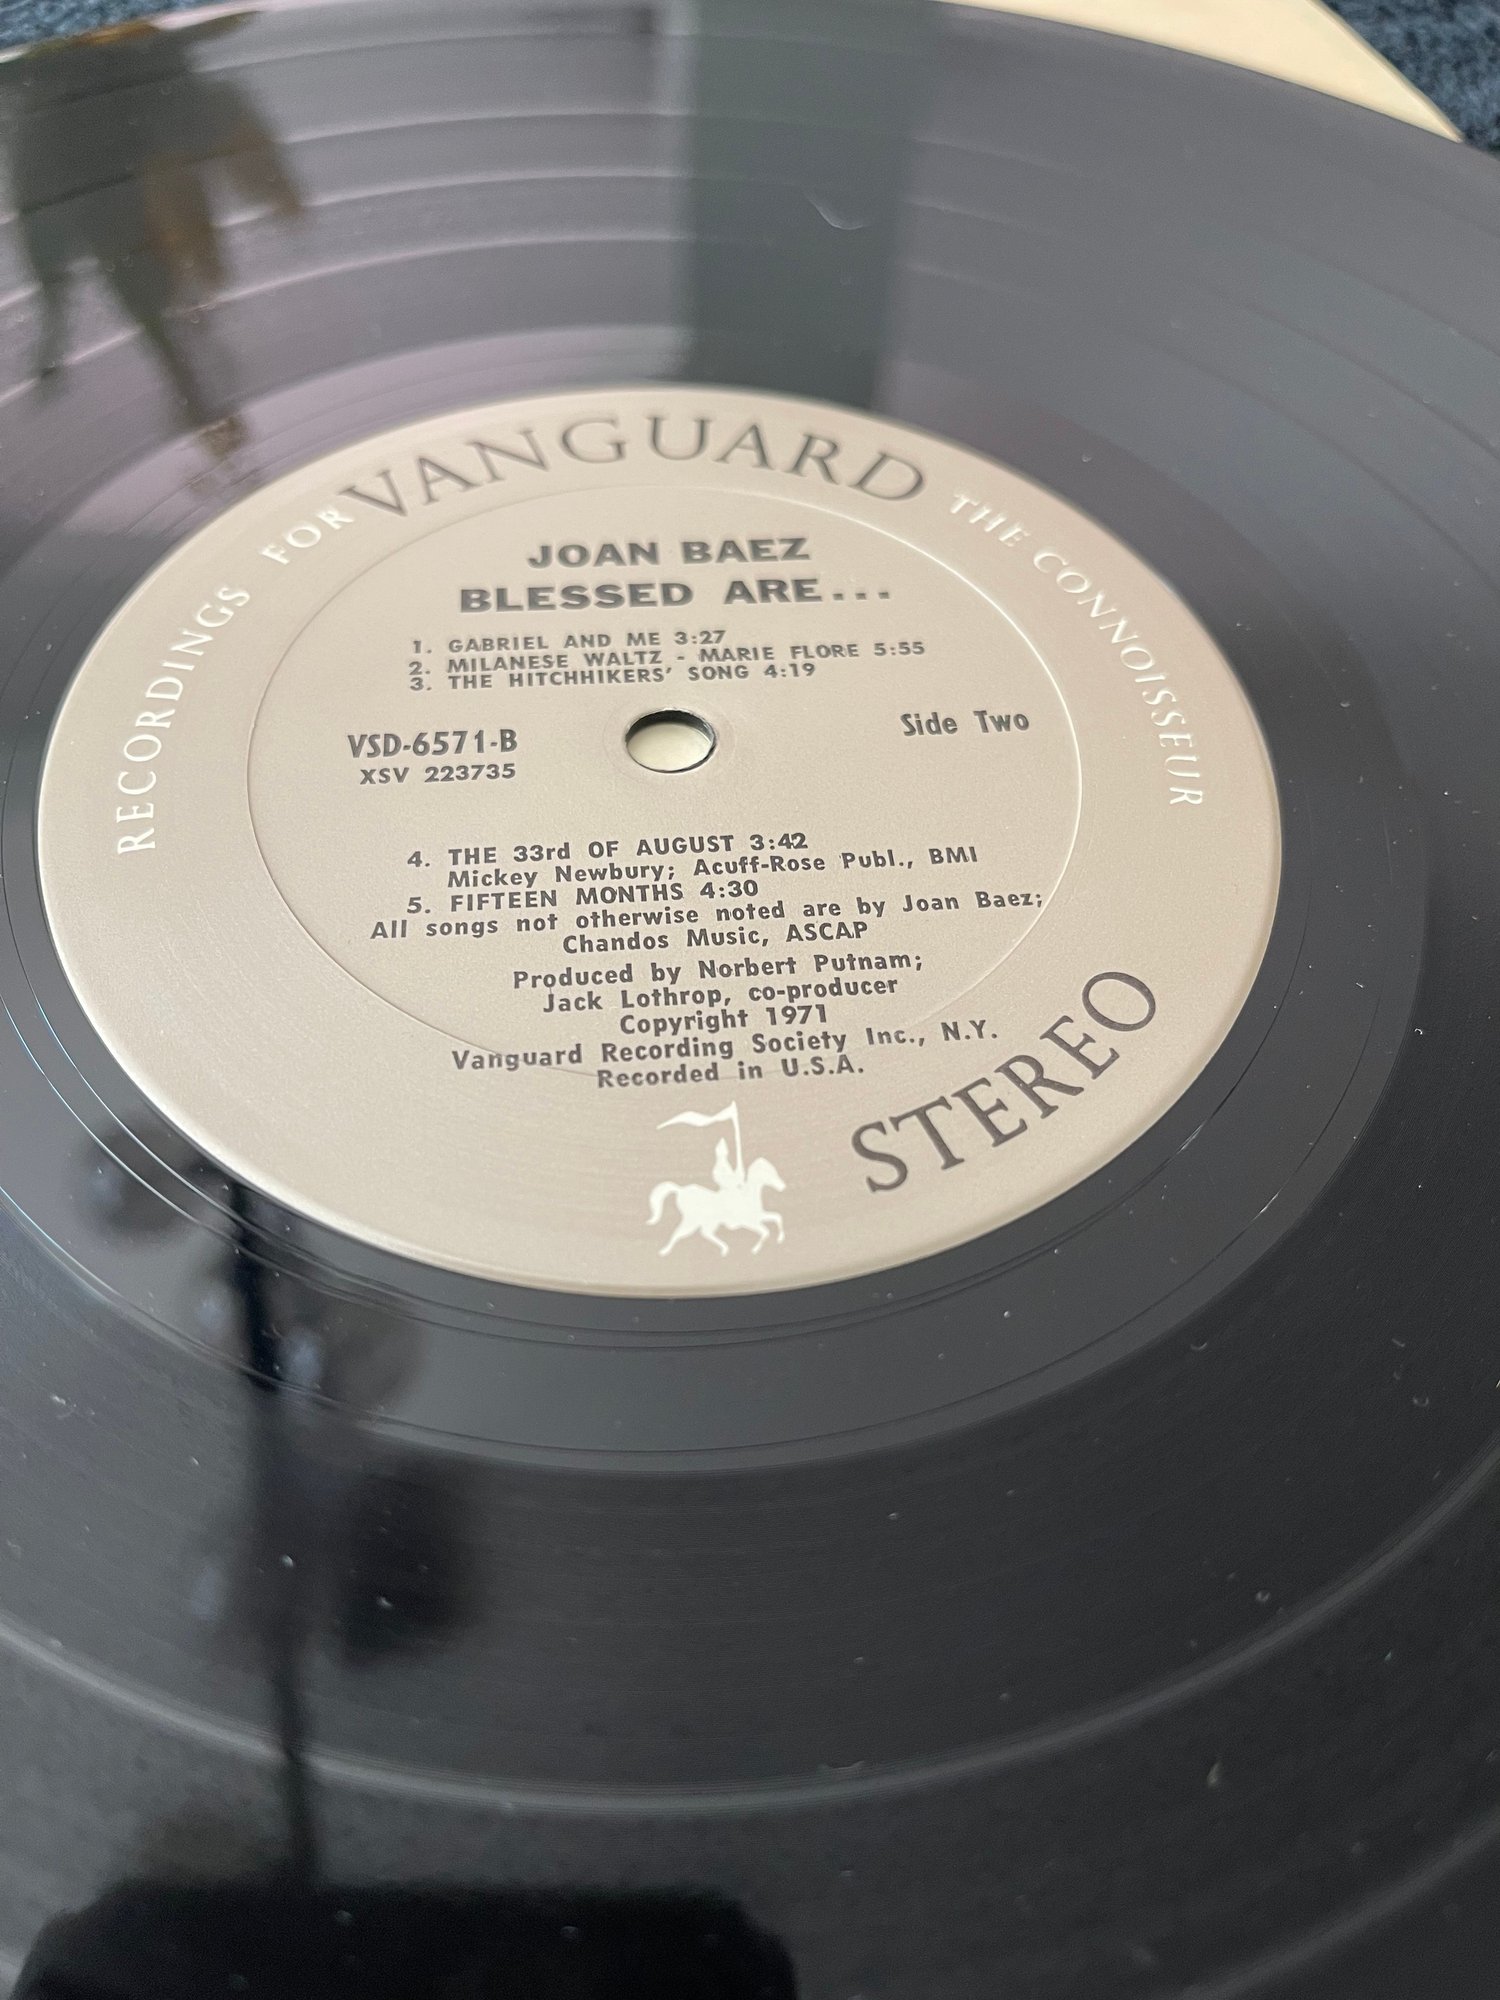 RECORDINGS FOR VANGUARD THE CONNOISSEUR
JOAN BAEZ
BLESSED ARE...
1. GABRIEL AND ME 3:27
2. MILANESE WALTZ - MARIE FLORE 5:55
3. THE HITCHHIKERS' SONG 4:19
VSD-6571-B
XSV 223735
Side Two
4. THE 33rd OF AUGUST 3:42
Mickey Newbury; Acuff-Rose Publ., BMI
5. FIFTEEN MONTHS 4:30
All songs not otherwise noted are by Joan Baez;
Chandos Music, ASCAP
Produced by Norbert Putnam;
Jack Lothrop, co-producer
Copyright 1971
Vanguard Recording Society Inc., N.Y.
Recorded in U.S.A.
STEREO